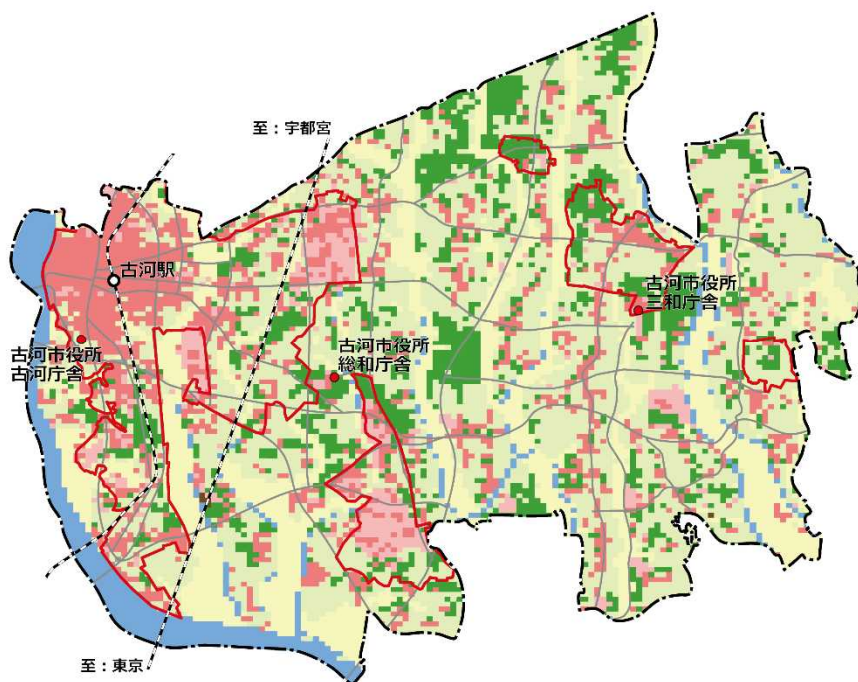 至：宇都宮
古河駅
古河市役所
三和庁舎
古河市役所
古河庁舎
古河市役所
総和庁舎
至：東京